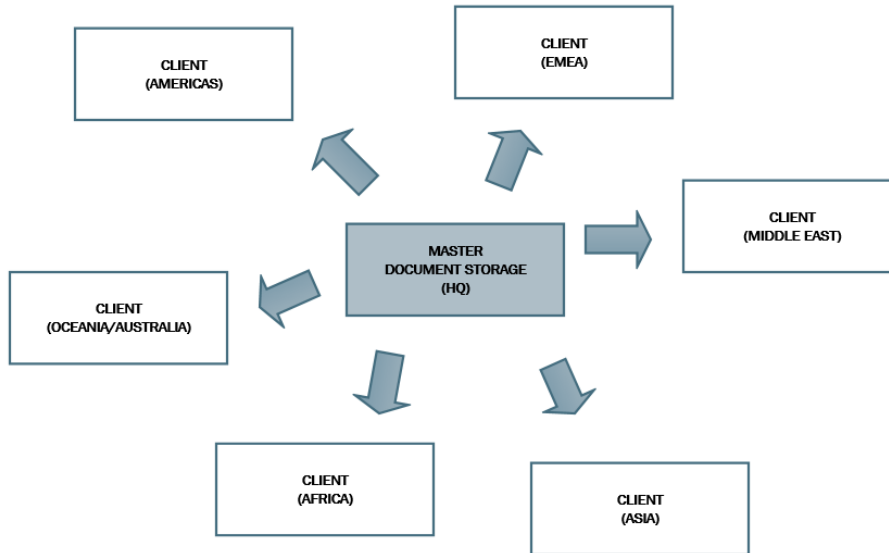 CLIENT
(AMERICAS)
CLIENT
(EMEA)
CLIENT
(MIDDLE EAST)
MASTER
DOCUMENT STORAGE
(HQ)
CLIENT
(OCEANIA/AUSTRALIA)
CLIENT
(AFRICA)
CLIENT
(ASIA)